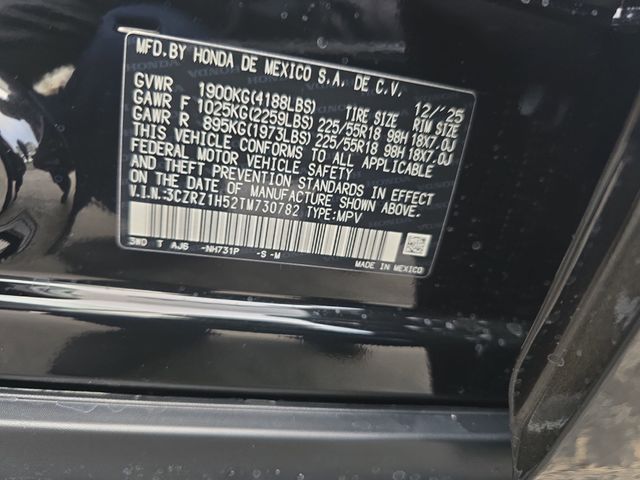 MFD.BY HONDA DE MEXICO S.A. DE C.V.
12/'25
GVWR 1900KG(4188LBS) TIRE SIZE RIM SIZE
GAWR F 1025KG(2259LBS) 225/55R18 98H 18X7.0J
GAWR R 895KG(1973LBS) 225/55R18 98H 18X7.0J
THIS VEHICLE CONFORMS TO ALL APPLICABLE
FEDERAL MOTOR VEHICLE SAFETY
AND THEFT PREVENTION STANDARDS IN EFFECT
ON THE DATE OF MANUFACTURE SHOWN ABOVE.
V.I.N.:3CZRZ1H52TM730782 TYPE:MPV
3W0 T AJ6 -NH731P -S -M
MADE IN MEXICO